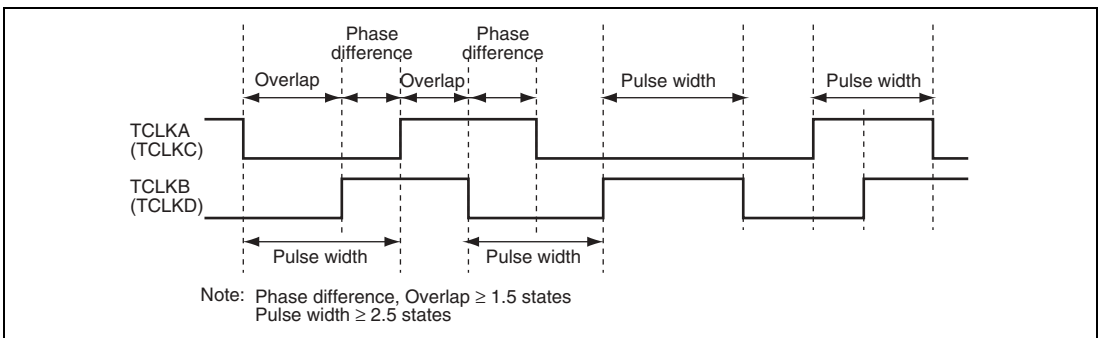 Phase
difference
Phase
difference
Overlap
Overlap
Pulse width
Pulse width
TCLKA
(TCLKC)
TCLKB
(TCLKD)
Pulse width
Pulse width
Note: Phase difference, Overlap ≥ 1.5 states
Pulse width ≥ 2.5 states